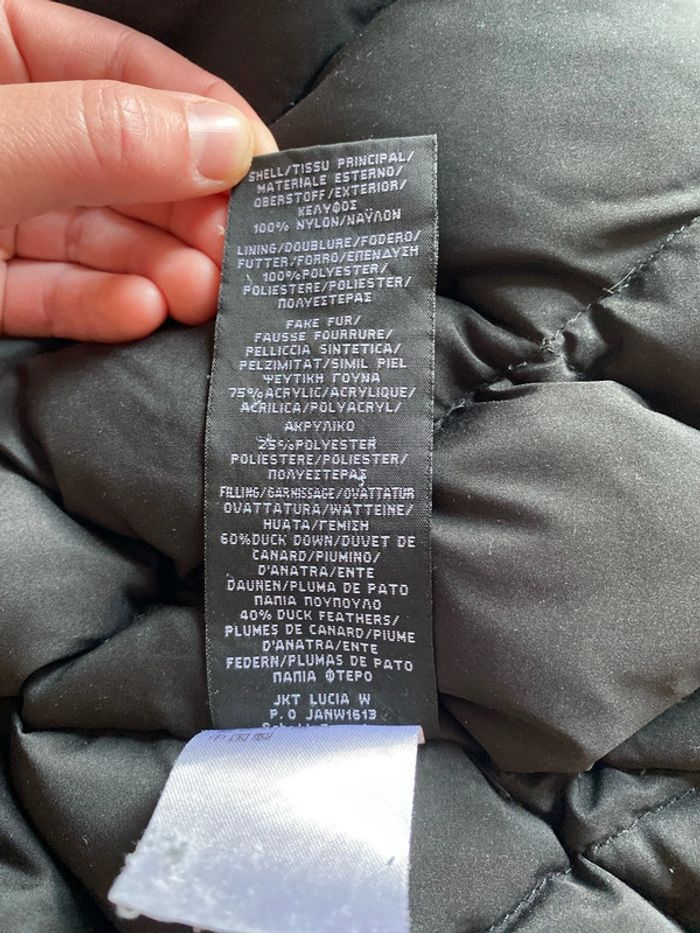 SHELL/TISSU PRINCIPAL/
MATERIALE ESTERNO/
OBERSTOFF/EXTERIOR/
ΚΕΛΥΦΟΣ
100% NYLON/ΝΑΫΛΟΝ
LINING/DOUBLURE/FODERO/
FUTTER/FORRO/ΕΠΕΝΔΥΣΗ
100%POLYESTER/
POLIESTERE/POLIESTER/
ΠΟΛΥΕΣΤΕΡΑΣ
FAKE FUR/
FAUSSE FOURRURE/
PELLICCIA SINTETICA/
PELZIMITAT/SIMIL PIEL
ΨΕΥΤΙΚΗ ΓΟΥΝΑ
75%ACRYLIC/ACRYLIQUE/
ACRILICA/POLYACRYL/
ΑΚΡΥΛΙΚΟ
25%POLYESTER
POLIESTERE/POLIESTER/
ΠΟΛΥΕΣΤΕΡΑΣ
FILLING/GARNISSAGE/OVATTATUR
OVATTATURA/WATTEINE/
HUATA/ΓΕΜΙΣΗ
60%DUCK DOWN/DUVET DE
CANARD/PIUMINO/
D'ANATRA/ENTE
DAUNEN/PLUMA DE PATO
ΠΑΠΙΑ ΠΟΥΠΟΥΛΟ
40% DUCK FEATHERS/
PLUMES DE CANARD/PIUME
D'ANATRA/ENTE
FEDERN/PLUMAS DE PATO
ΠΑΠΙΑ ΦΤΕΡΟ
JKT LUCIA W
P.O JANW1613